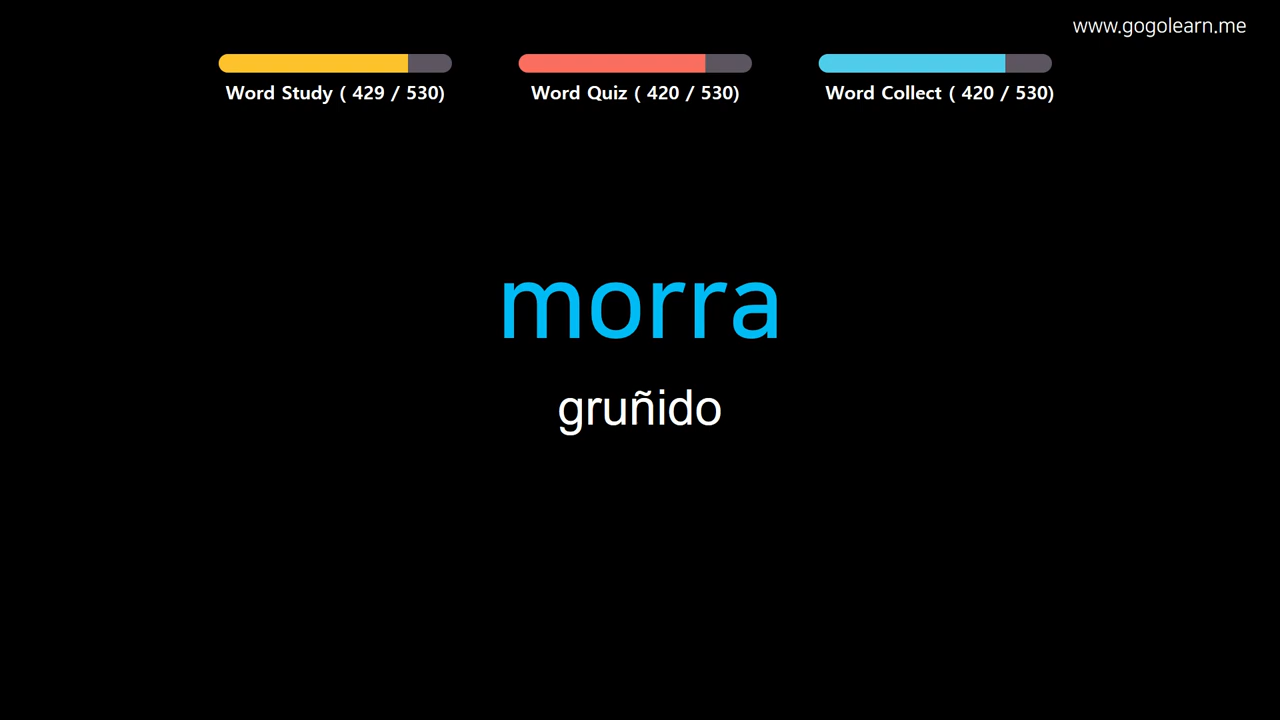 www.gogolearn.me
Word Study ( 429 / 530)
Word Quiz ( 420 / 530)
Word Collect ( 420 / 530)
morra
gruñido